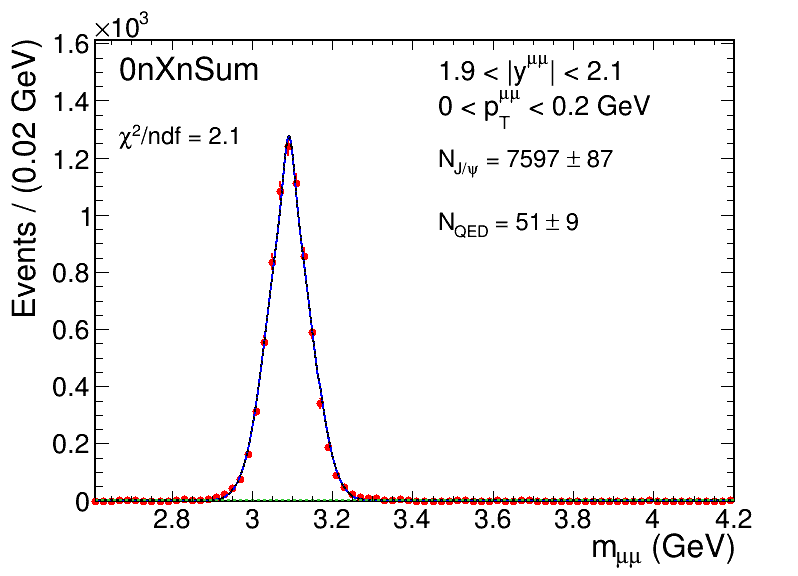 ×10³
0nXnSum
1.9 < |y^μμ| < 2.1
0 < p_T^μμ < 0.2 GeV
χ²/ndf = 2.1
N_J/ψ = 7597 ± 87
N_QED = 51 ± 9
Events / (0.02 GeV)
1.6
1.4
1.2
1
0.8
0.6
0.4
0.2
0
2.8 3 3.2 3.4 3.6 3.8 4 4.2
m_μμ (GeV)